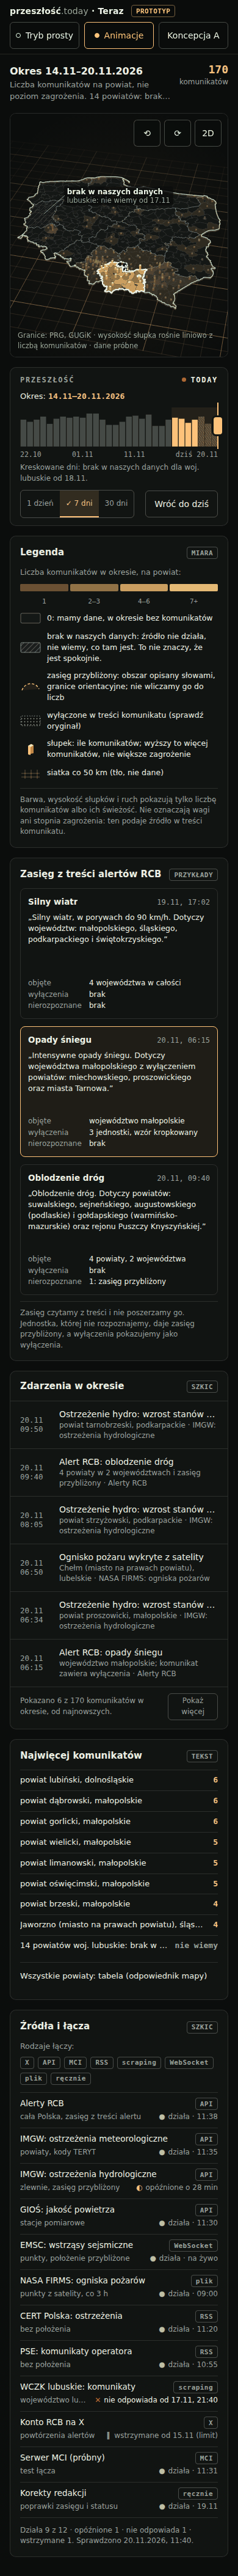 przeszłość.today • Teraz PROTOTYP
Tryb prosty
Animacje
Koncepcja A
Okres 14.11–20.11.2026
Liczba komunikatów na powiat, nie
poziom zagrożenia. 14 powiatów: brak…
170
komunikatów
⟲
⟳
2D
brak w naszych danych
lubuskie: nie wiemy od 17.11
Granice: PRG, GUGiK · wysokość słupka rośnie liniowo z
liczbą komunikatów · dane próbne
PRZESZŁOŚĆ
TODAY
Okres: 14.11–20.11.2026
22.10
01.11
11.11
dziś 20.11
Kreskowane dni: brak w naszych danych dla woj.
lubuskie od 18.11.
1 dzień
✓ 7 dni
30 dni
Wróć do dziś
Legenda
MIARA
Liczba komunikatów w okresie, na powiat:
1
2–3
4–6
7+
0: mamy dane, w okresie bez komunikatów
brak w naszych danych: źródło nie działa,
nie wiemy, co tam jest. To nie znaczy, że
jest spokojnie.
zasięg przybliżony: obszar opisany słowami,
granice orientacyjne; nie wliczamy go do
liczb
wyłączone w treści komunikatu (sprawdź
oryginał)
słupek: ile komunikatów; wyższy to więcej
komunikatów, nie większe zagrożenie
siatka co 50 km (tło, nie dane)
Barwa, wysokość słupków i ruch pokazują tylko liczbę
komunikatów albo ich świeżość. Nie oznaczają wagi
ani stopnia zagrożenia: ten podaje źródło w treści
komunikatu.
Zasięg z treści alertów RCB
PRZYKŁADY
Silny wiatr
19.11, 17:02
„Silny wiatr, w porywach do 90 km/h. Dotyczy
województw: małopolskiego, śląskiego,
podkarpackiego i świętokrzyskiego.”
objęte 4 województwa w całości
wyłączenia brak
nierozpoznane brak
Opady śniegu
20.11, 06:15
„Intensywne opady śniegu. Dotyczy
województwa małopolskiego z wyłączeniem
powiatów: miechowskiego, proszowickiego
oraz miasta Tarnowa.”
objęte województwo małopolskie
wyłączenia 3 jednostki, wzór kropkowany
nierozpoznane brak
Oblodzenie dróg
20.11, 09:40
„Oblodzenie dróg. Dotyczy powiatów:
suwalskiego, sejneńskiego, augustowskiego
(podlaskie) i gołdapskiego (warmińsko-
mazurskie) oraz rejonu Puszczy Knyszyńskiej.”
objęte 4 powiaty, 2 województwa
wyłączenia brak
nierozpoznane 1: zasięg przybliżony
Zasięg czytamy z treści i nie poszerzamy go.
Jednostka, której nie rozpoznajemy, daje zasięg
przybliżony, a wyłączenia pokazujemy jako
wyłączenia.
Zdarzenia w okresie
SZKIC
20.11
09:50
Ostrzeżenie hydro: wzrost stanów …
powiat tarnobrzeski, podkarpackie · IMGW:
ostrzeżenia hydrologiczne
20.11
09:40
Alert RCB: oblodzenie dróg
4 powiaty w 2 województwach i zasięg
przybliżony · Alerty RCB
20.11
08:05
Ostrzeżenie hydro: wzrost stanów …
powiat strzyżowski, podkarpackie · IMGW:
ostrzeżenia hydrologiczne
20.11
06:50
Ognisko pożaru wykryte z satelity
Chełm (miasto na prawach powiatu),
lubelskie · NASA FIRMS: ogniska pożarów
20.11
06:34
Ostrzeżenie hydro: wzrost stanów …
powiat proszowicki, małopolskie · IMGW:
ostrzeżenia hydrologiczne
20.11
06:15
Alert RCB: opady śniegu
województwo małopolskie; komunikat
zawiera wyłączenia · Alerty RCB
Pokazano 6 z 170 komunikatów w
okresie, od najnowszych.
Pokaż
więcej
Najwięcej komunikatów
TEKST
powiat lubiński, dolnośląskie 6
powiat dąbrowski, małopolskie 6
powiat gorlicki, małopolskie 6
powiat wielicki, małopolskie 5
powiat limanowski, małopolskie 5
powiat oświęcimski, małopolskie 5
powiat brzeski, małopolskie 4
Jaworzno (miasto na prawach powiatu), śląs… 4
14 powiatów woj. lubuskie: brak w … nie wiemy
Wszystkie powiaty: tabela (odpowiednik mapy)
Źródła i łącza
SZKIC
Rodzaje łączy:
X API MCI RSS scraping WebSocket
plik ręcznie
Alerty RCB API
cała Polska, zasięg z treści działa · 11:38
IMGW: ostrzeżenia meteorologiczne API
powiaty, kody TERYT działa · 11:35
IMGW: ostrzeżenia hydrologiczne API
zlewnie, zasięg przybliżony opóźnione o 28 min
GIOŚ: jakość powietrza API
stacje pomiarowe działa · 11:30
EMSC: wstrząsy sejsmiczne WebSocket
punkty, położenie przybliżone działa · na żywo
NASA FIRMS: ogniska pożarów plik
punkty z satelity, co 3 h działa · 09:00
CERT Polska: ostrzeżenia RSS
bez położenia działa · 11:20
PSE: komunikaty operatora RSS
bez położenia działa · 10:55
WCZK lubuskie: komunikaty scraping
województwo lu… × nie odpowiada od 17.11, 21:40
Konto RCB na X X
powtórzenia alertów wstrzymane od 15.11 (limit)
Serwer MCI (próbny) MCI
test łącza działa · 11:31
Korekty redakcji ręcznie
poprawki zasięgu i statusu działa · 19.11
Działa 9 z 12 · opóźnione 1 · nie odpowiada 1 ·
wstrzymane 1. Sprawdzono 20.11.2026, 11:40.